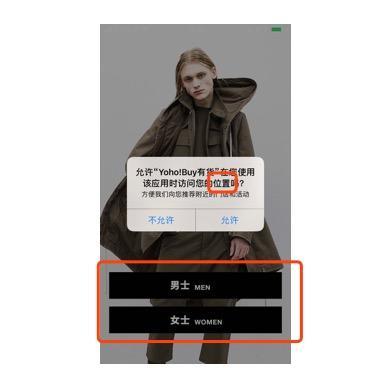 允许“Yoho!Buy有货”在您使用
该应用时访问您的位置吗?
方便我们向您推荐附近的门店和活动
不允许 允许
男士 MEN
女士 WOMEN